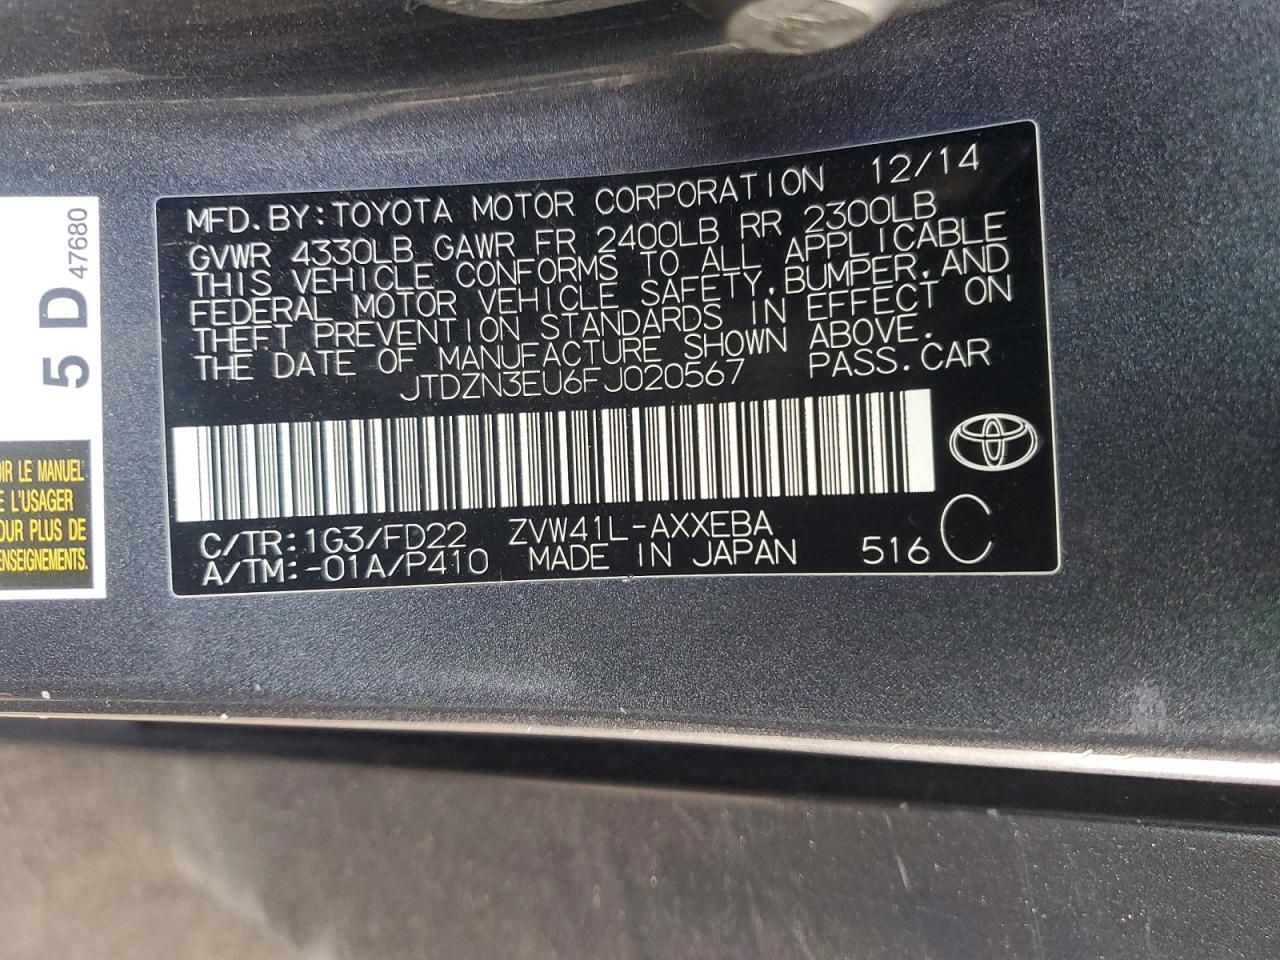 MFD.BY:TOYOTA MOTOR CORPORATION 12/14
GVWR 4330LB GAWR FR 2400LB RR 2300LB
THIS VEHICLE CONFORMS TO ALL APPLICABLE
FEDERAL MOTOR VEHICLE SAFETY,BUMPER,AND
THEFT PREVENTION STANDARDS IN EFFECT ON
THE DATE OF MANUFACTURE SHOWN ABOVE.
JTDZN3EU6FJ020567 PASS.CAR
C/TR:1G3/FD22 ZVW41L-AXXEBA
A/TM:-01A/P410 MADE IN JAPAN 516 C
5 D 47680
LE MANUEL
L'USAGER
PLUS DE